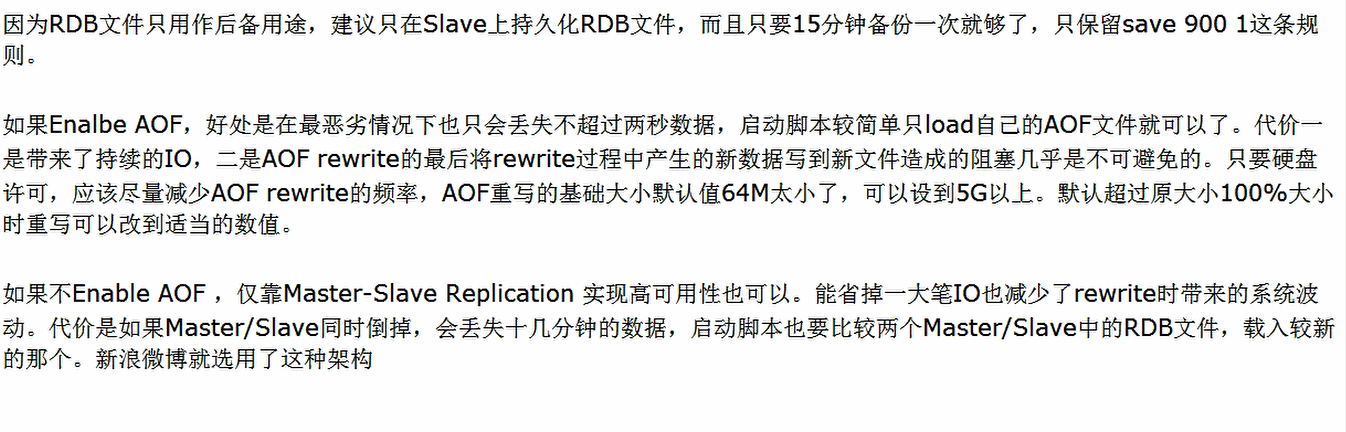 因为RDB文件只用作后备用途，建议只在Slave上持久化RDB文件，而且只要15分钟备份一次就够了，只保留save 900 1这条规
则。
如果Enalbe AOF，好处是在最恶劣情况下也只会丢失不超过两秒数据，启动脚本较简单只load自己的AOF文件就可以了。代价一
是带来了持续的IO，二是AOF rewrite的最后将rewrite过程中产生的新数据写到新文件造成的阻塞几乎是不可避免的。只要硬盘
许可，应该尽量减少AOF rewrite的频率，AOF重写的基础大小默认值64M太小了，可以设到5G以上。默认超过原大小100%大小
时重写可以改到适当的数值。
如果不Enable AOF ，仅靠Master-Slave Replication 实现高可用性也可以。能省掉一大笔IO也减少了rewrite时带来的系统波
动。代价是如果Master/Slave同时倒掉，会丢失十几分钟的数据，启动脚本也要比较两个Master/Slave中的RDB文件，载入较新
的那个。新浪微博就选用了这种架构